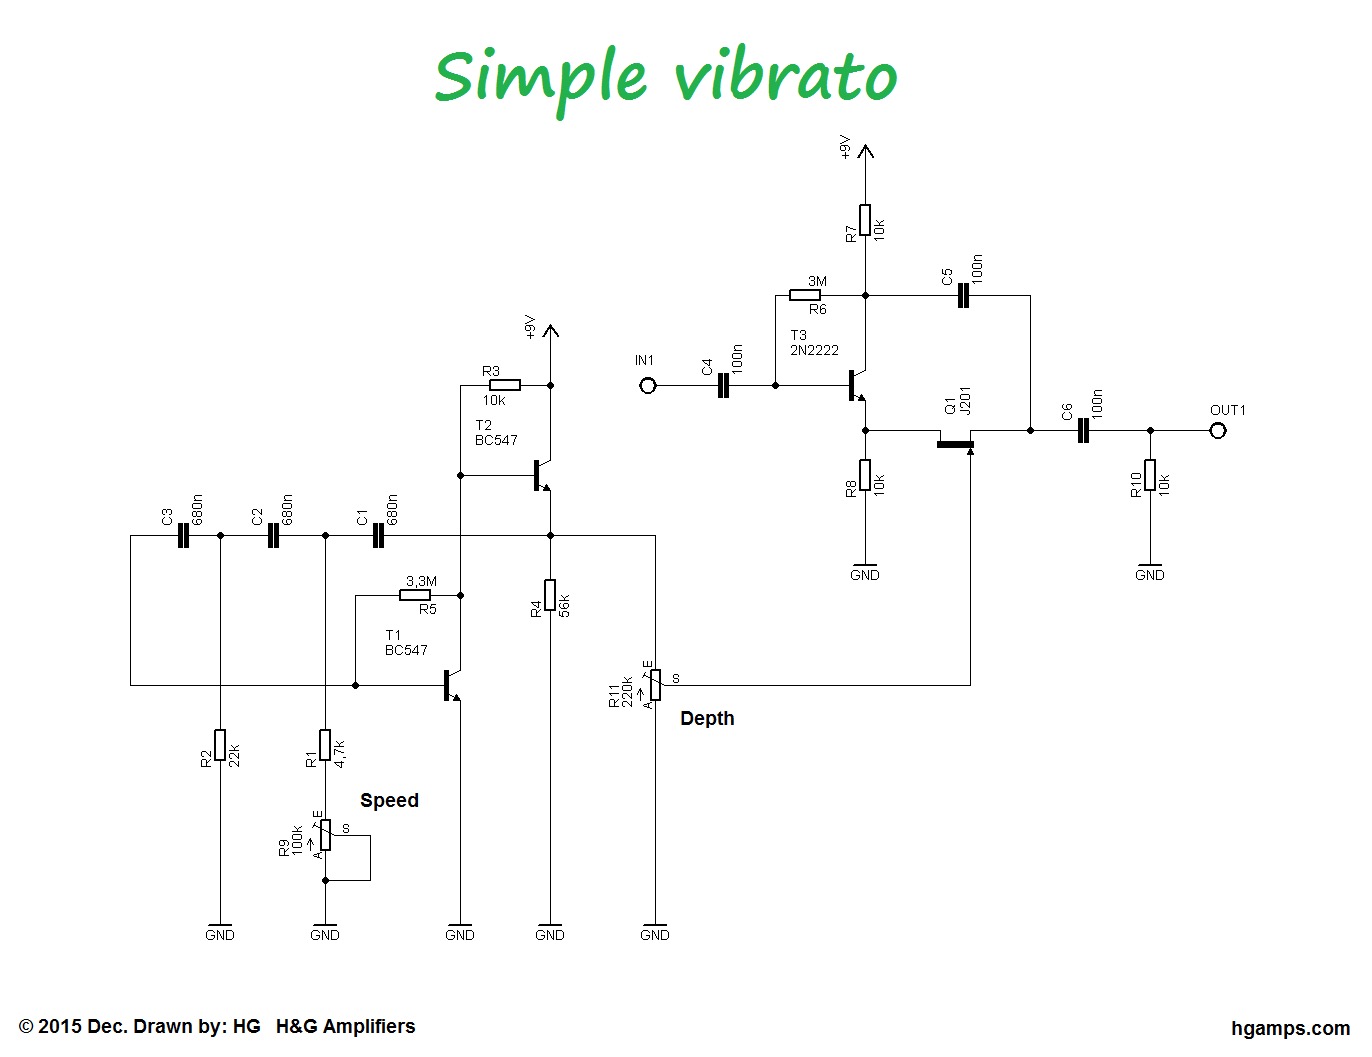 Simple vibrato
+9V
R7
10k
C5
100n
3M
R6
T3
2N2222
IN1
C4
100n
Q1
J201
C6
100n
OUT1
R8
10k
R10
10k
GND
GND
+9V
R3
10k
T2
BC547
C3
680n
C2
680n
C1
680n
3,3M
R5
R4
56k
T1
BC547
E
S
A
R11
220k
Depth
R2
22k
R1
4,7k
Speed
E
S
A
R9
100k
GND
GND
GND
GND
GND
© 2015 Dec. Drawn by: HG H&G Amplifiers
hgamps.com